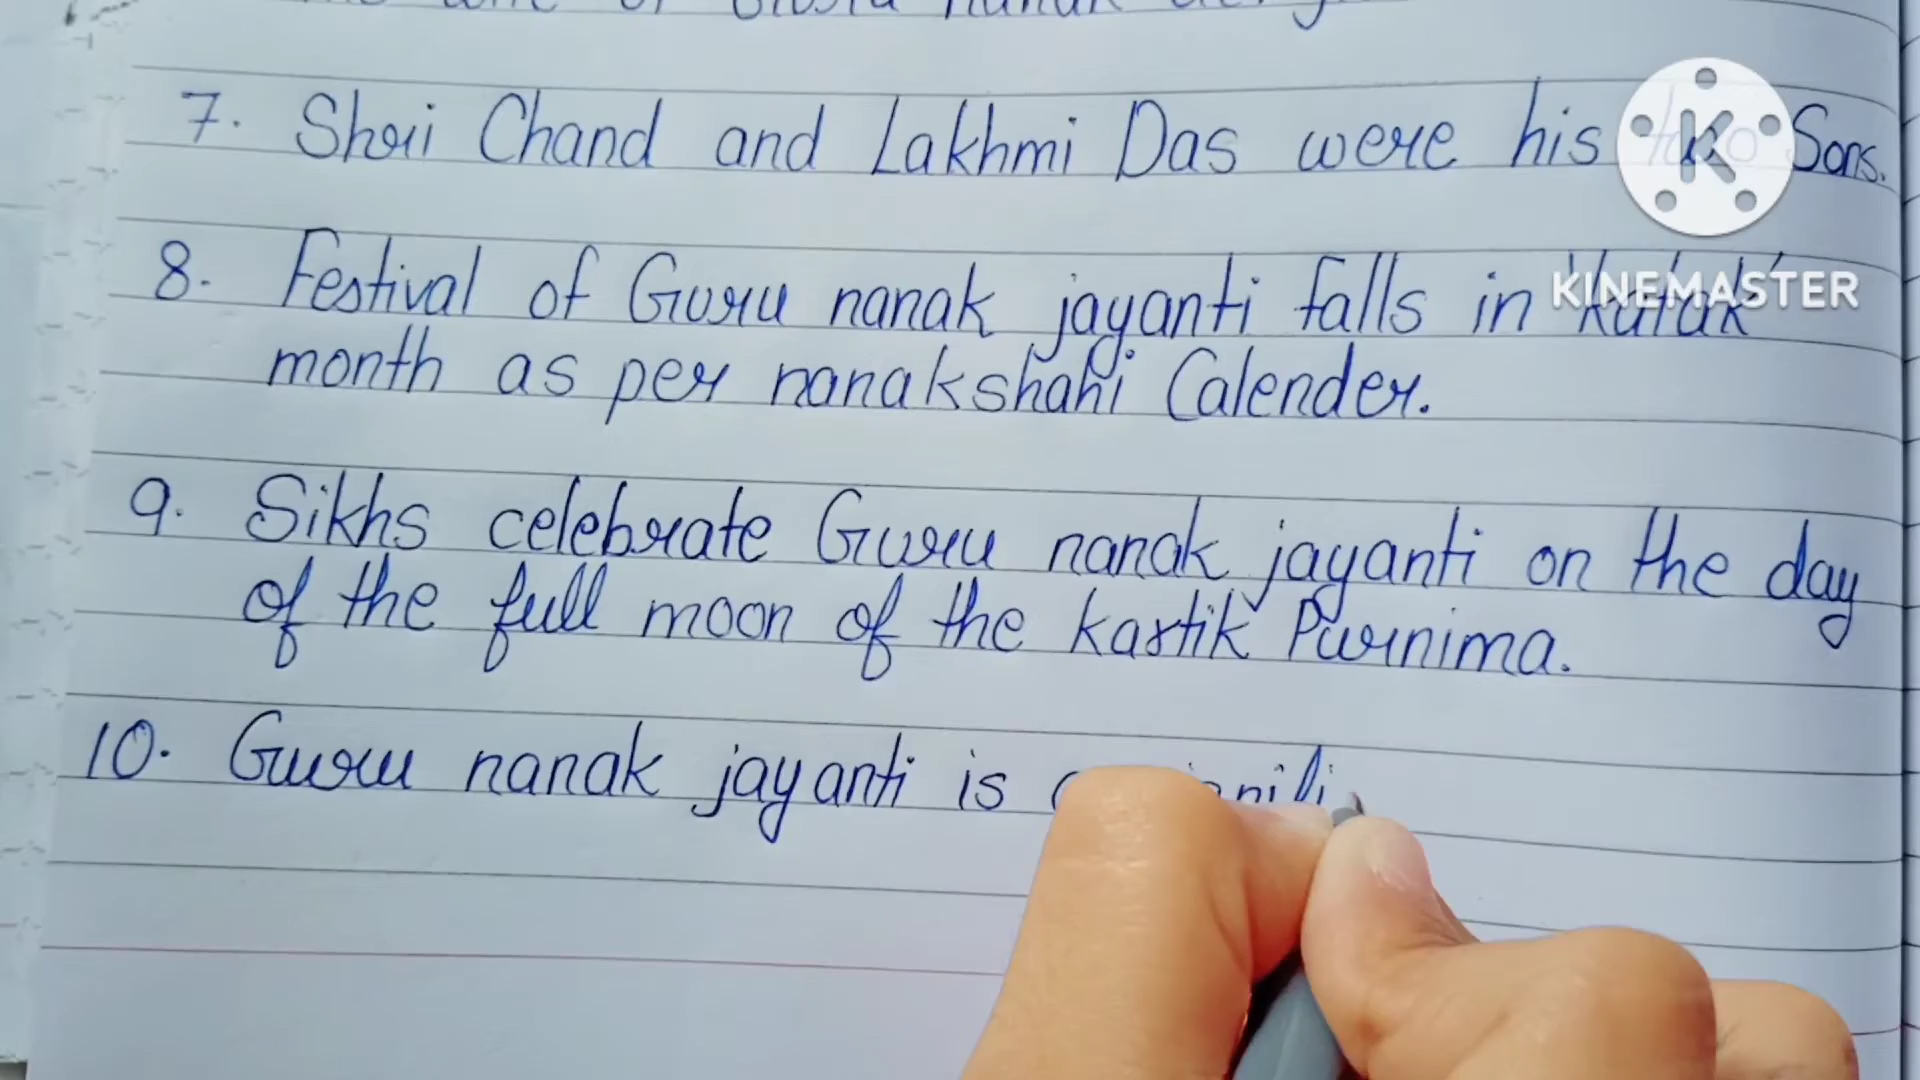 7. Shri Chand and Lakhmi Das were his two Sons.
8. Festival of Guru nanak jayanti falls in 'Katak'
month as per nanakshahi Calender.
9. Sikhs celebrate Guru nanak jayanti on the day
of the full moon of the kartik Purnima.
10. Guru nanak jayanti is
KINEMASTER